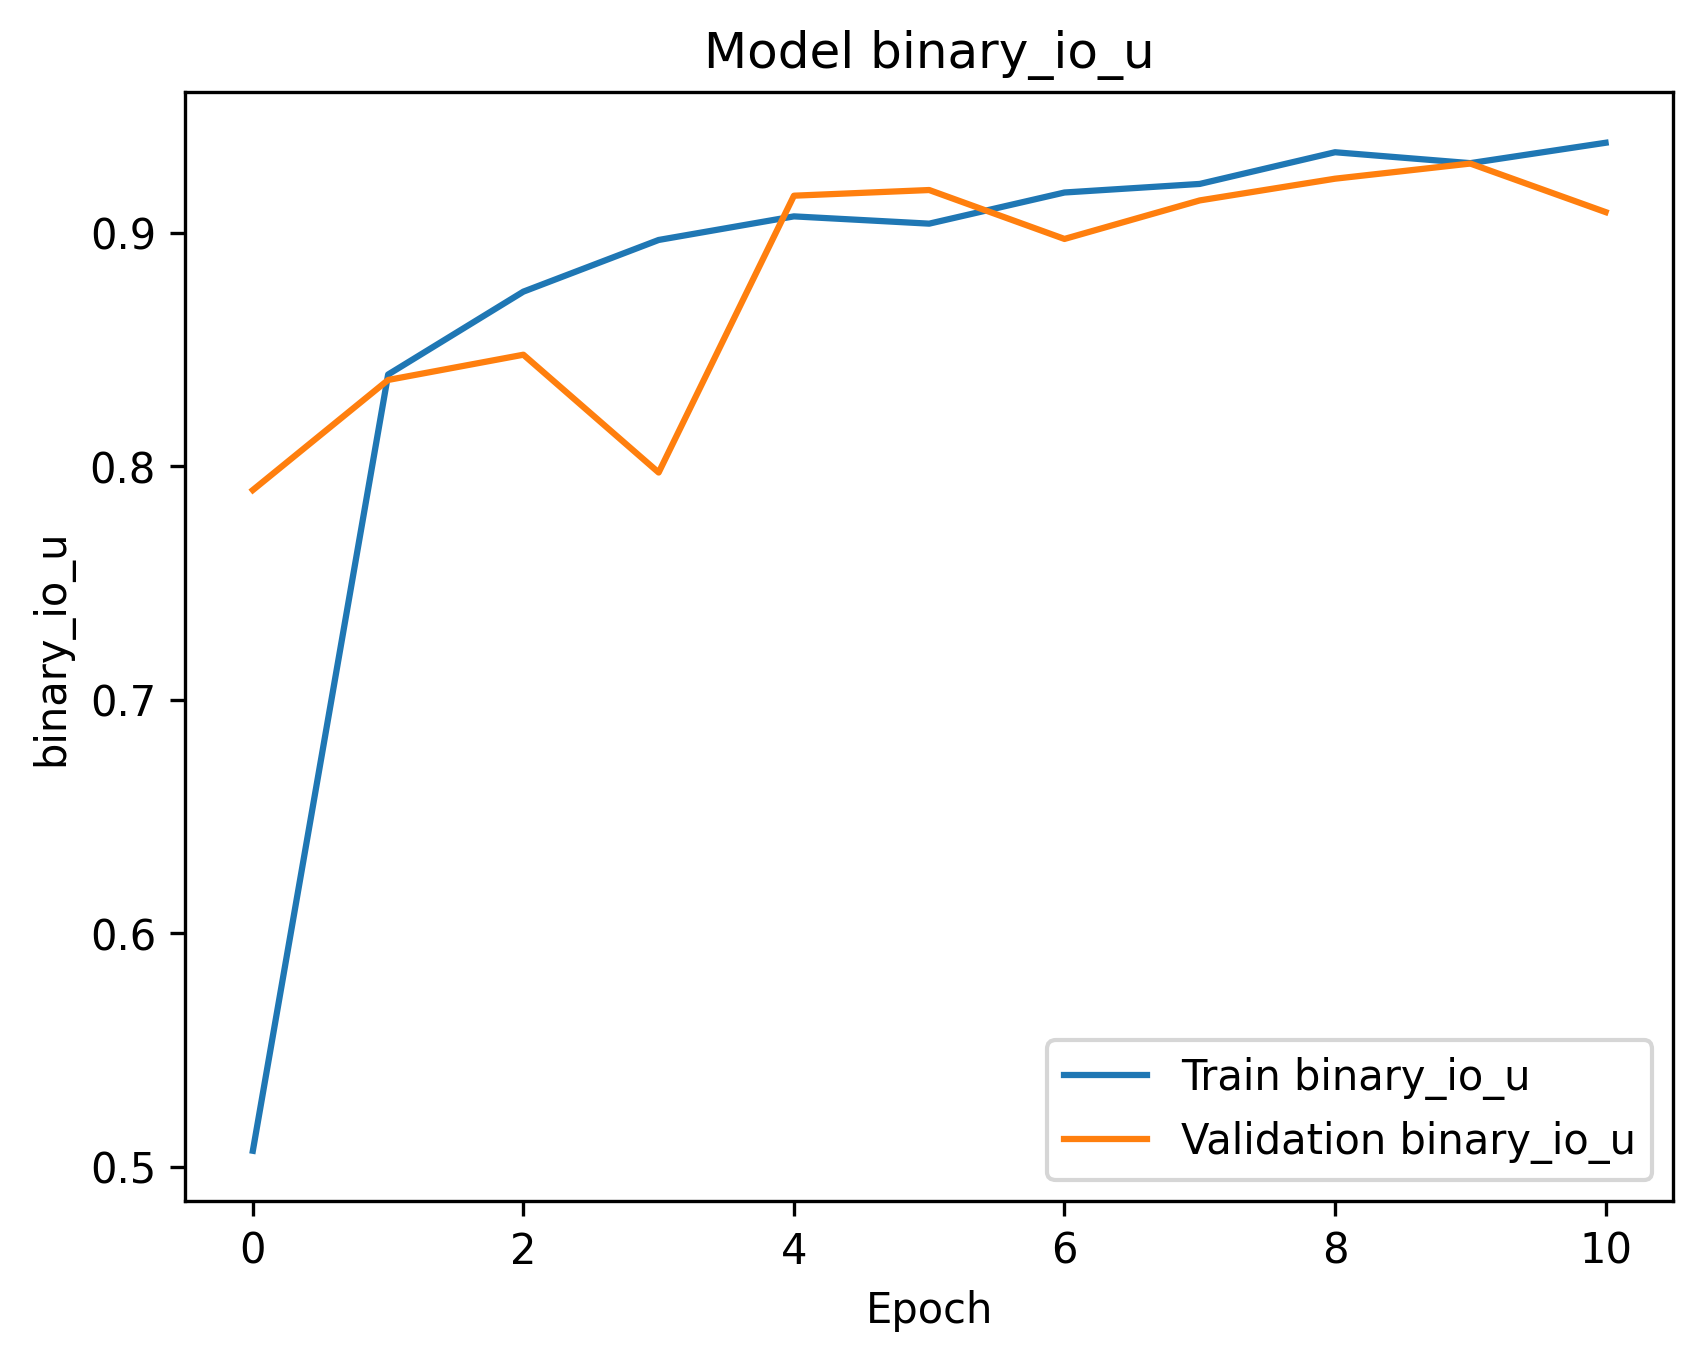 Model binary_io_u
binary_io_u
0.9
0.8
0.7
0.6
0.5
0 2 4 6 8 10
Epoch
Train binary_io_u
Validation binary_io_u